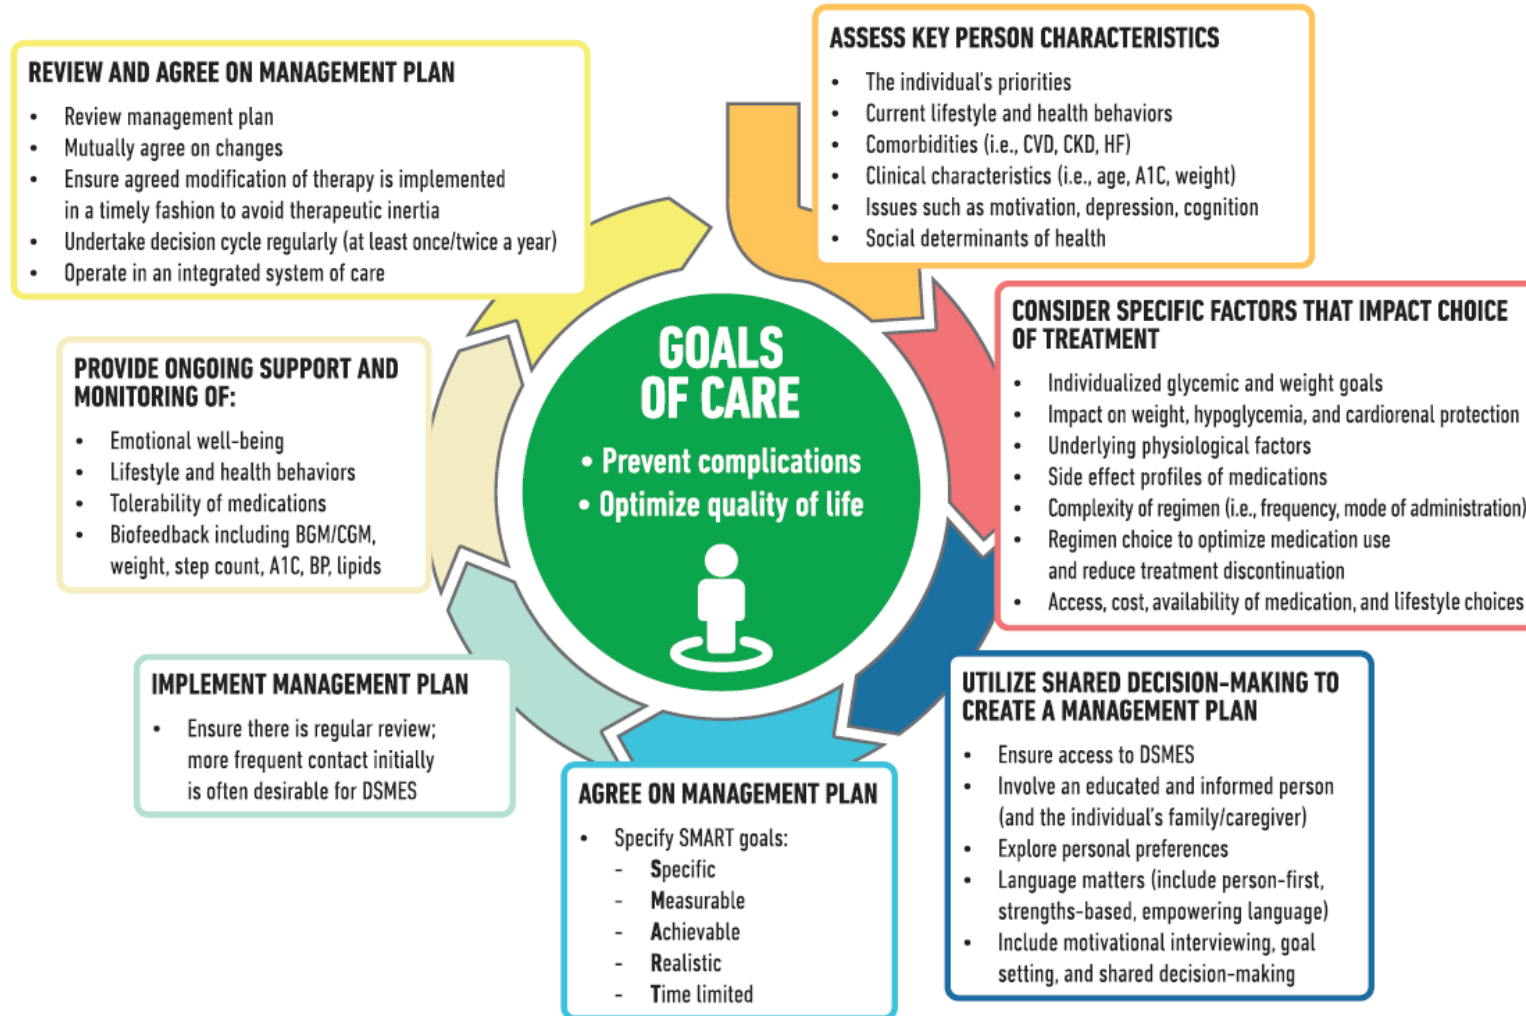 GOALS
OF CARE
• Prevent complications
• Optimize quality of life
ASSESS KEY PERSON CHARACTERISTICS
• The individual's priorities
• Current lifestyle and health behaviors
• Comorbidities (i.e., CVD, CKD, HF)
• Clinical characteristics (i.e., age, A1C, weight)
• Issues such as motivation, depression, cognition
• Social determinants of health
CONSIDER SPECIFIC FACTORS THAT IMPACT CHOICE
OF TREATMENT
• Individualized glycemic and weight goals
• Impact on weight, hypoglycemia, and cardiorenal protection
• Underlying physiological factors
• Side effect profiles of medications
• Complexity of regimen (i.e., frequency, mode of administration)
• Regimen choice to optimize medication use
and reduce treatment discontinuation
• Access, cost, availability of medication, and lifestyle choices
UTILIZE SHARED DECISION-MAKING TO
CREATE A MANAGEMENT PLAN
• Ensure access to DSMES
• Involve an educated and informed person
(and the individual's family/caregiver)
• Explore personal preferences
• Language matters (include person-first,
strengths-based, empowering language)
• Include motivational interviewing, goal
setting, and shared decision-making
AGREE ON MANAGEMENT PLAN
• Specify SMART goals:
- Specific
- Measurable
- Achievable
- Realistic
- Time limited
IMPLEMENT MANAGEMENT PLAN
• Ensure there is regular review;
more frequent contact initially
is often desirable for DSMES
PROVIDE ONGOING SUPPORT AND
MONITORING OF:
• Emotional well-being
• Lifestyle and health behaviors
• Tolerability of medications
• Biofeedback including BGM/CGM,
weight, step count, A1C, BP, lipids
REVIEW AND AGREE ON MANAGEMENT PLAN
• Review management plan
• Mutually agree on changes
• Ensure agreed modification of therapy is implemented
in a timely fashion to avoid therapeutic inertia
• Undertake decision cycle regularly (at least once/twice a year)
• Operate in an integrated system of care